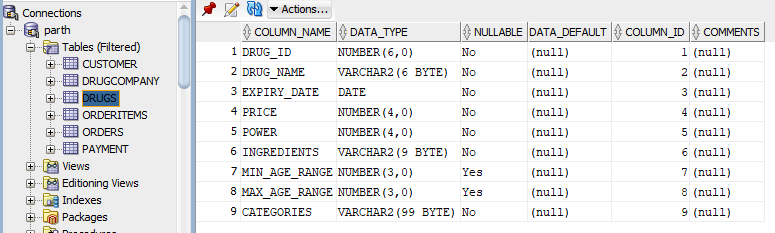 Connections
parth
Tables (Filtered)
CUSTOMER
DRUGCOMPANY
DRUGS
ORDERITEMS
ORDERS
PAYMENT
Views
Editioning Views
Indexes
Packages
Procedures
Actions...
COLUMN_NAME DATA_TYPE NULLABLE DATA_DEFAULT COLUMN_ID COMMENTS
1 DRUG_ID NUMBER(6,0) No (null) 1 (null)
2 DRUG_NAME VARCHAR2(6 BYTE) No (null) 2 (null)
3 EXPIRY_DATE DATE No (null) 3 (null)
4 PRICE NUMBER(4,0) No (null) 4 (null)
5 POWER NUMBER(4,0) No (null) 5 (null)
6 INGREDIENTS VARCHAR2(9 BYTE) No (null) 6 (null)
7 MIN_AGE_RANGE NUMBER(3,0) Yes (null) 7 (null)
8 MAX_AGE_RANGE NUMBER(3,0) Yes (null) 8 (null)
9 CATEGORIES VARCHAR2(99 BYTE) No (null) 9 (null)